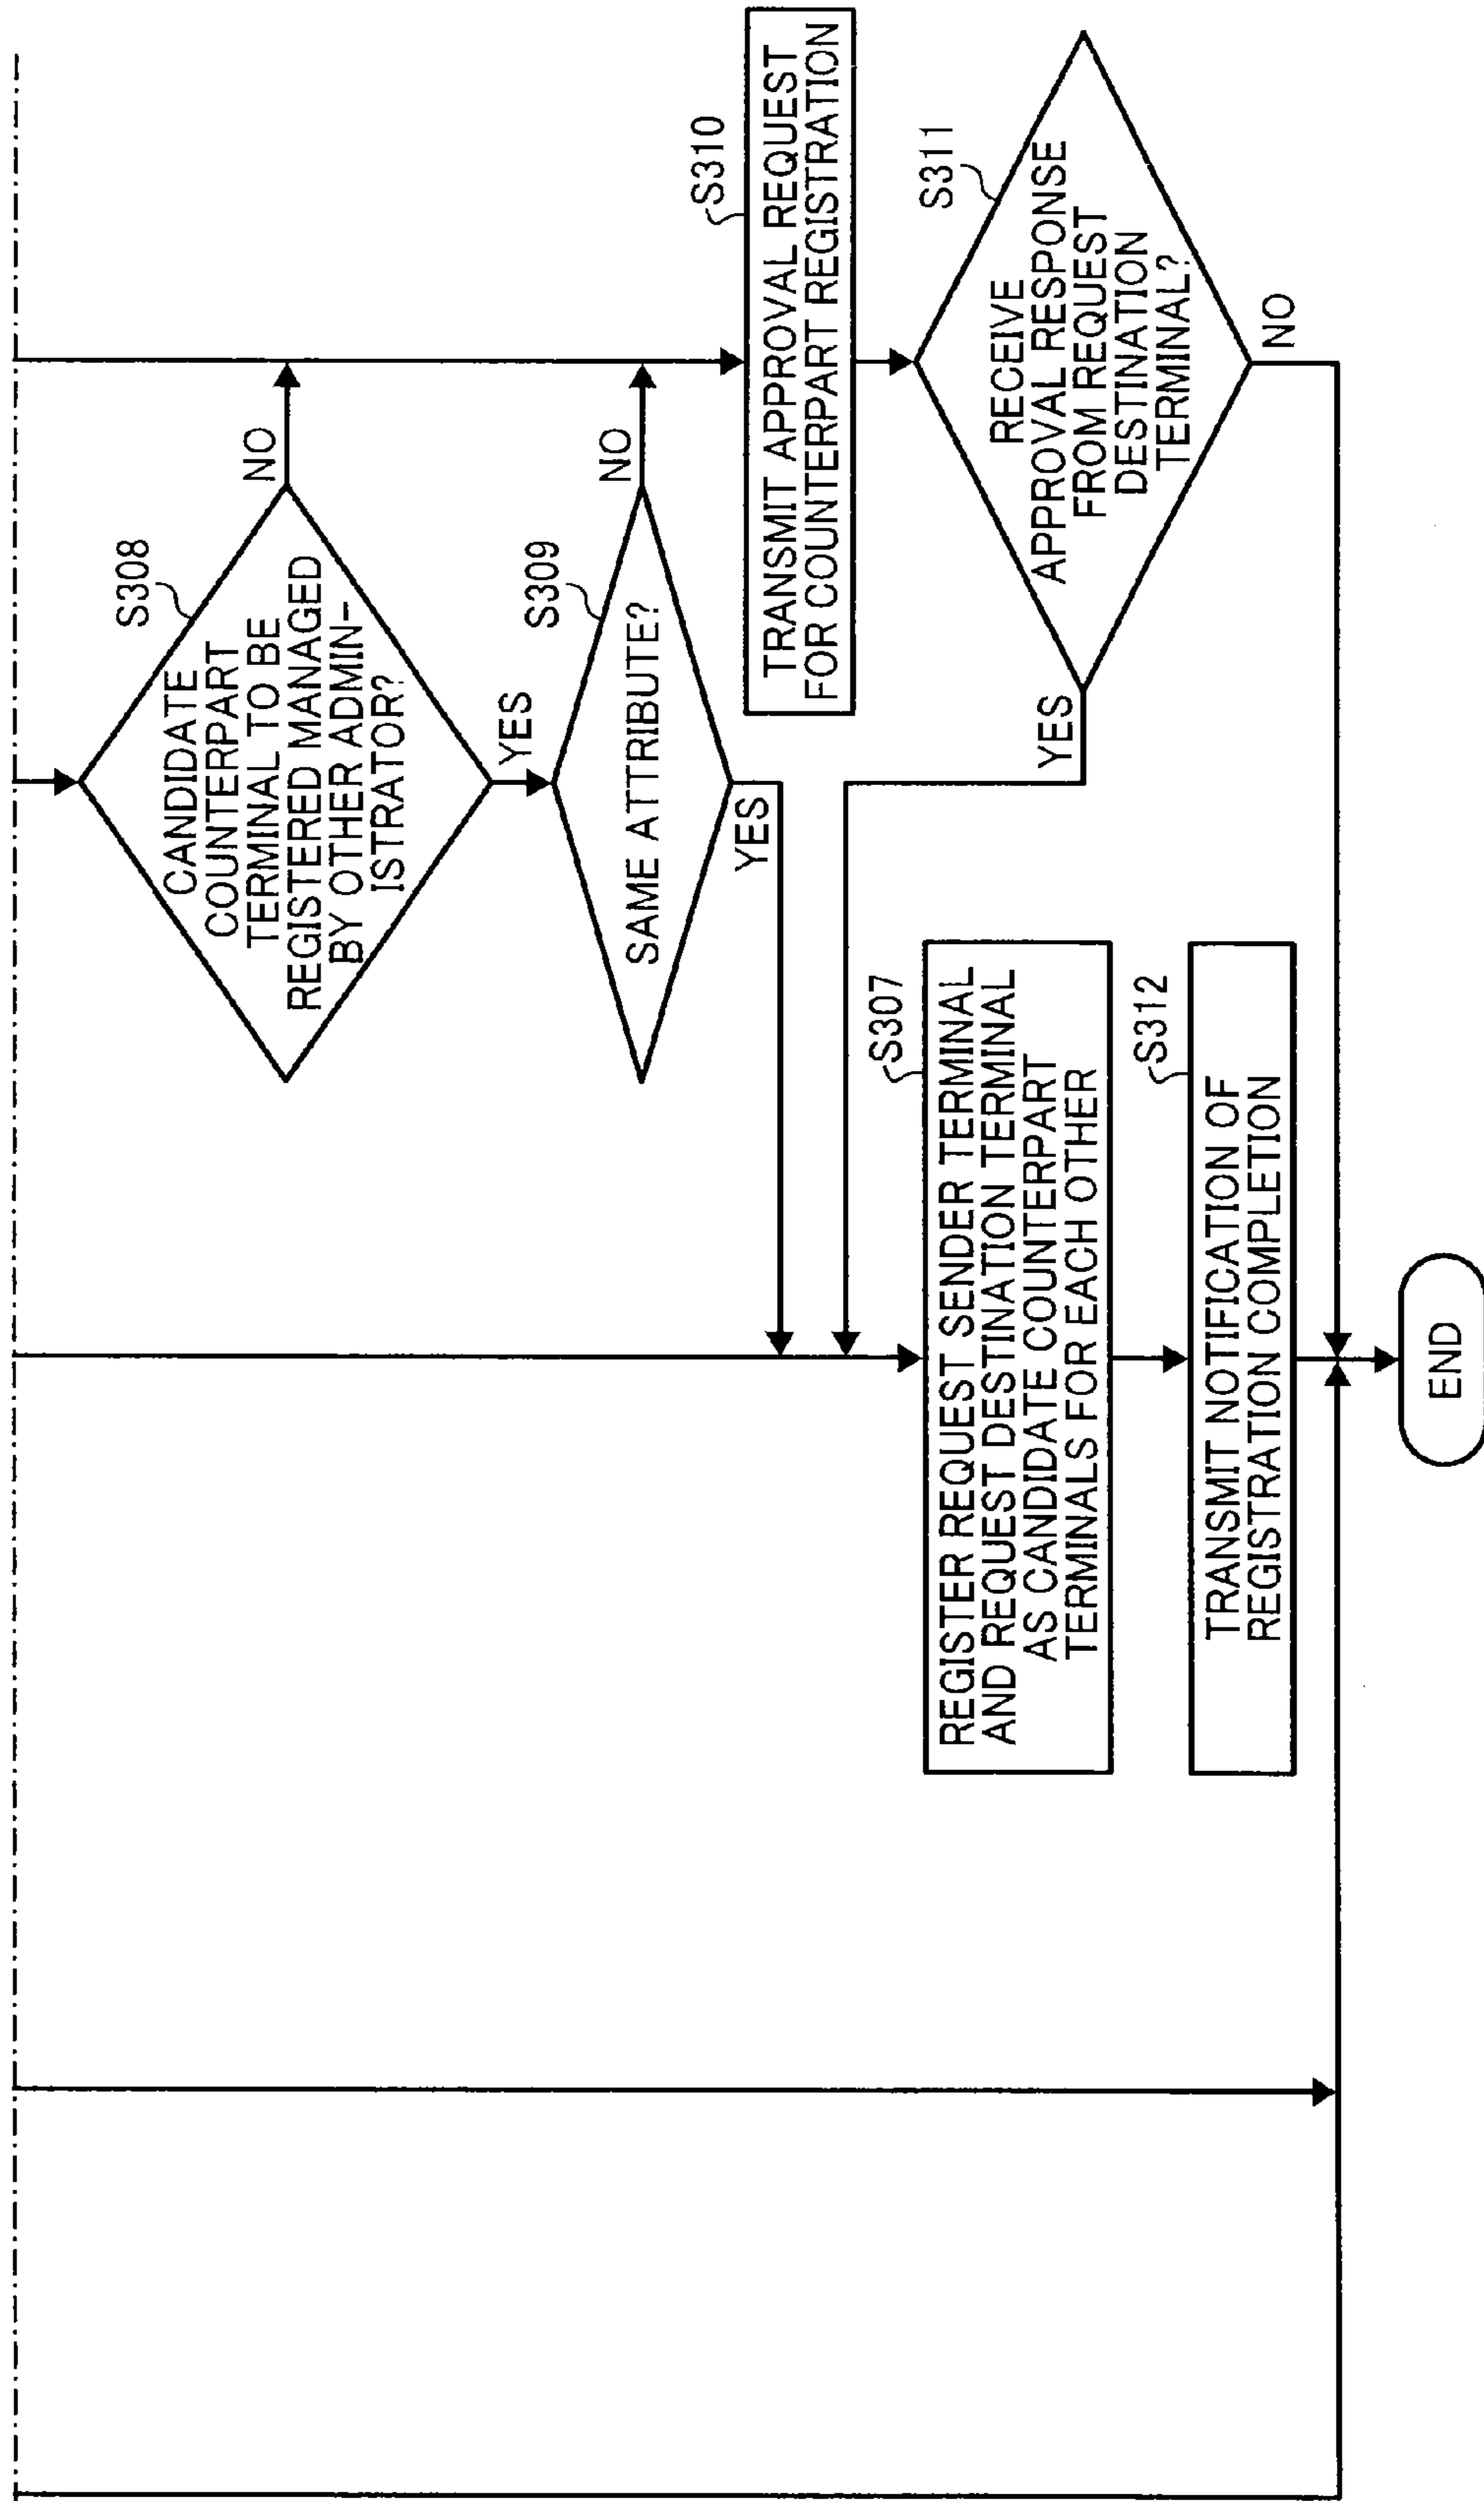 S308
CANDIDATE
COUNTERPART
TERMINAL TO BE
REGISTERED MANAGED
BY OTHER ADMIN-
ISTRATOR?
NO
YES
S309
SAME ATTRIBUTE?
NO
YES
S310
TRANSMIT APPROVAL REQUEST
FOR COUNTERPART REGISTRATION
S311
RECEIVE
APPROVAL RESPONSE
FROM REQUEST
DESTINATION
TERMINAL?
YES
NO
S307
REGISTER REQUEST SENDER TERMINAL
AND REQUEST DESTINATION TERMINAL
AS CANDIDATE COUNTERPART
TERMINALS FOR EACH OTHER
S312
TRANSMIT NOTIFICATION OF
REGISTRATION COMPLETION
END